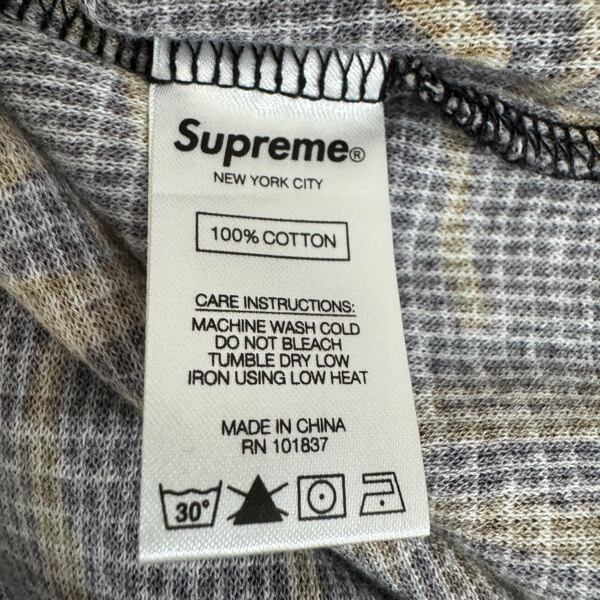 Supreme®
NEW YORK CITY
100% COTTON
CARE INSTRUCTIONS:
MACHINE WASH COLD
DO NOT BLEACH
TUMBLE DRY LOW
IRON USING LOW HEAT
MADE IN CHINA
RN 101837
30°